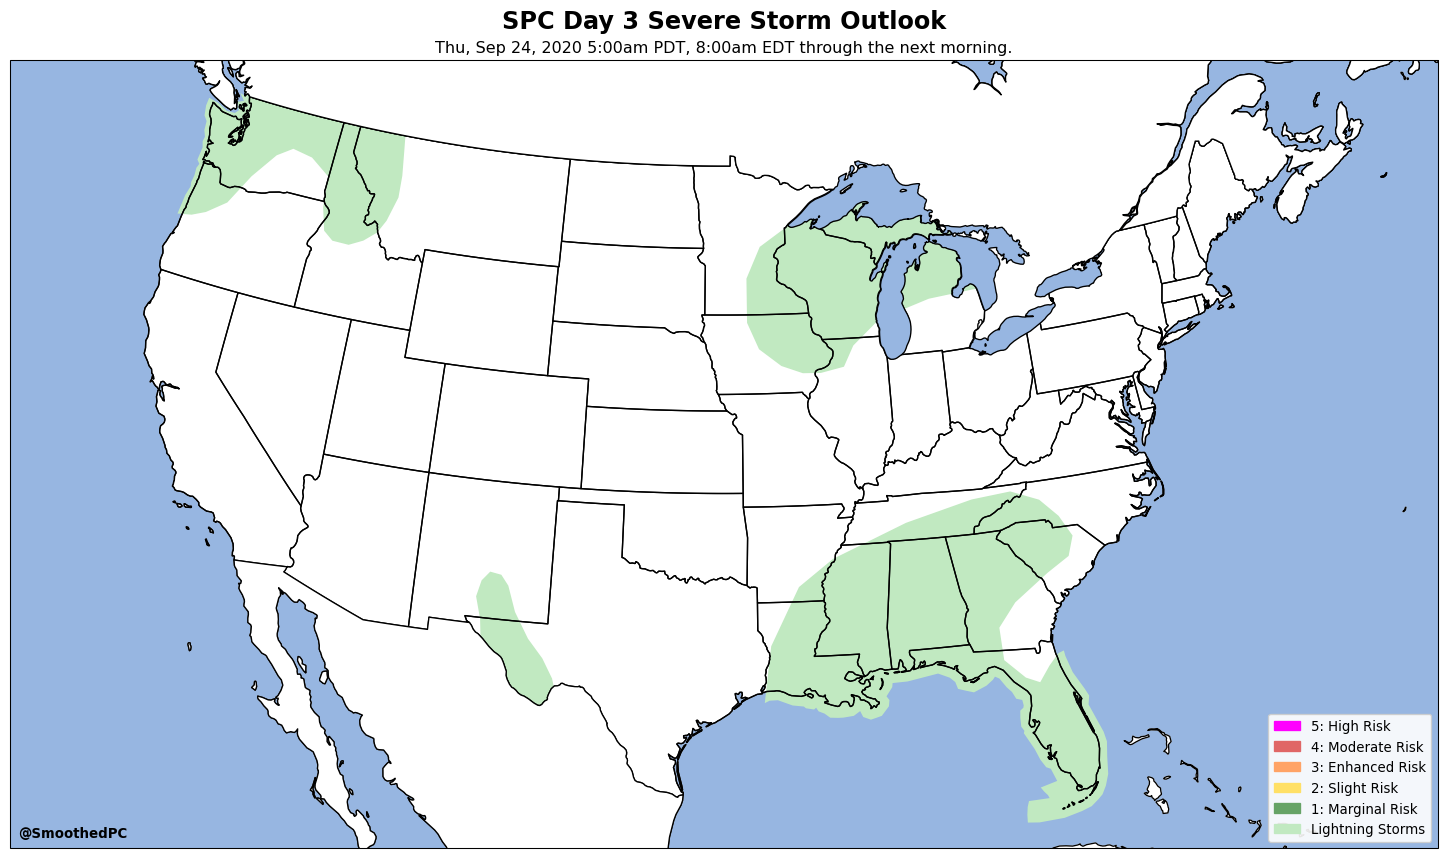 SPC Day 3 Severe Storm Outlook
Thu, Sep 24, 2020 5:00am PDT, 8:00am EDT through the next morning.
5: High Risk
4: Moderate Risk
3: Enhanced Risk
2: Slight Risk
1: Marginal Risk
Lightning Storms
@SmoothedPC